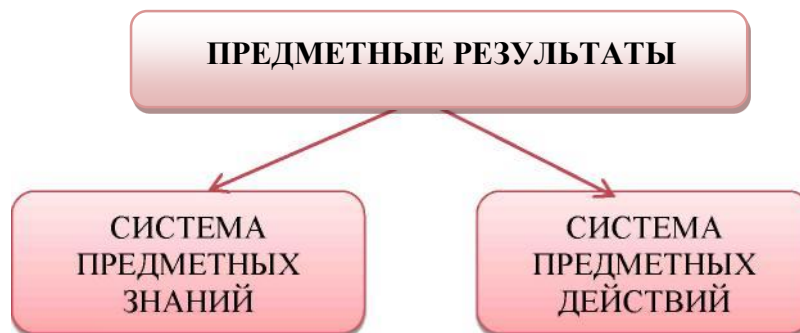 ПРЕДМЕТНЫЕ РЕЗУЛЬТАТЫ
СИСТЕМА
ПРЕДМЕТНЫХ
ЗНАНИЙ
СИСТЕМА
ПРЕДМЕТНЫХ
ДЕЙСТВИЙ